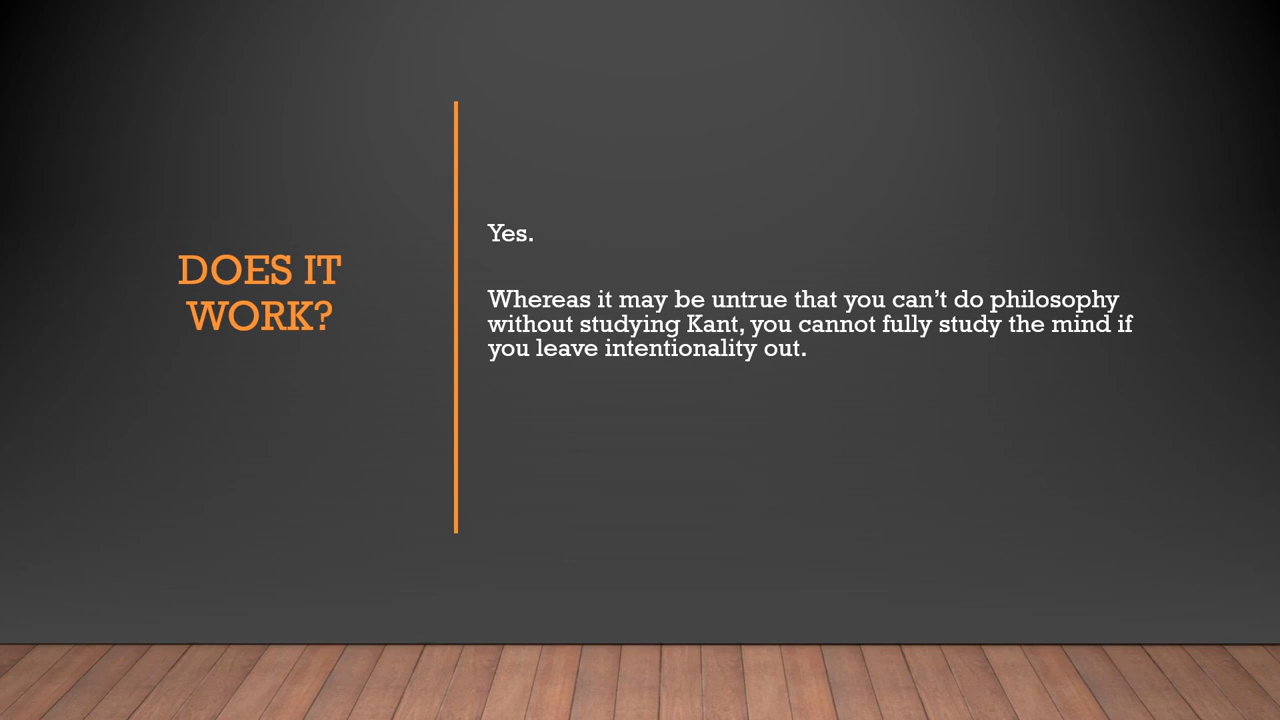 DOES IT
WORK?
Yes.
Whereas it may be untrue that you can’t do philosophy
without studying Kant, you cannot fully study the mind if
you leave intentionality out.